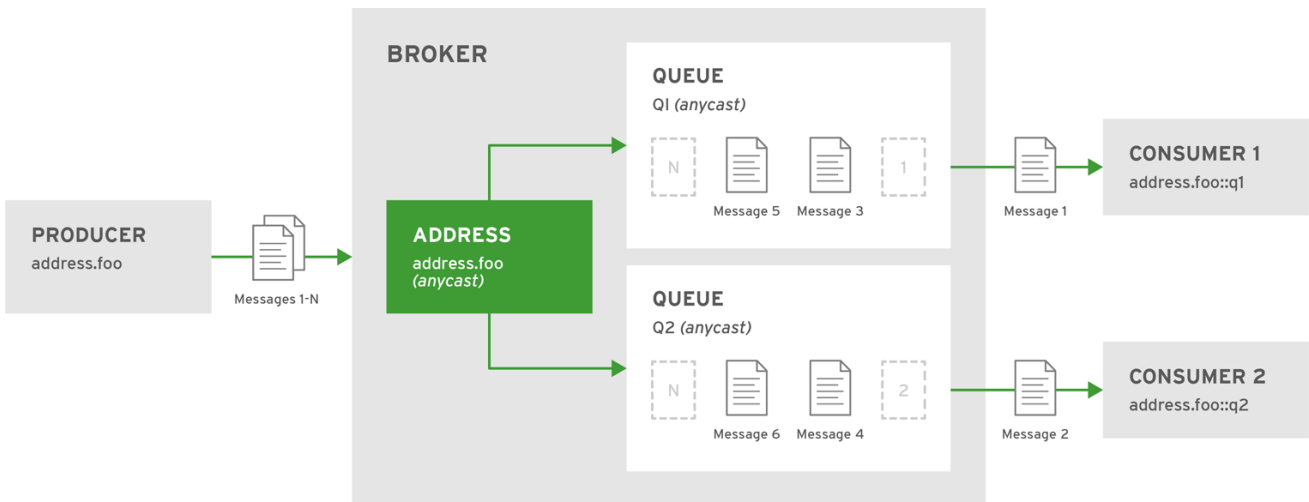 BROKER
QUEUE
Q1 (anycast)
N
1
Message 5
Message 3
Message 1
CONSUMER 1
address.foo::q1
PRODUCER
address.foo
Messages 1-N
ADDRESS
address.foo
(anycast)
QUEUE
Q2 (anycast)
N
2
Message 6
Message 4
Message 2
CONSUMER 2
address.foo::q2